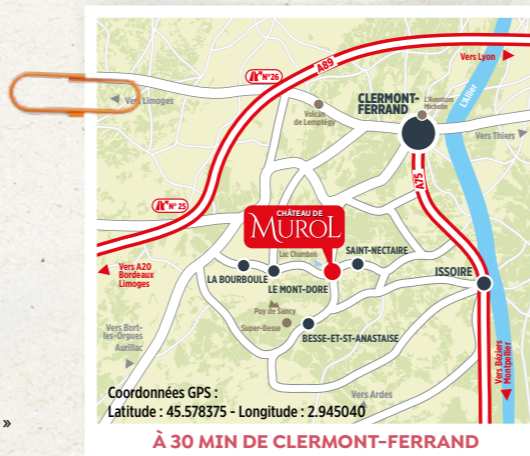 N° 26
A89
Vers Lyon
L'Allier
Vers Limoges
CLERMONT-
FERRAND
L'Aventure
Michelin
Volcan
de Lemptégy
Vers Thiers
A75
N° 25
CHÂTEAU DE
MUROL
Lac Chambon
SAINT-NECTAIRE
Vers A20
Bordeaux
Limoges
LA BOURBOULE
LE MONT-DORE
ISSOIRE
Puy de Sancy
Super-Besse
BESSE-ET-ST-ANASTAISE
Vers Bort-
les-Orgues
Aurillac
Vers Béziers
Montpellier
Vers Ardes
Coordonnées GPS :
Latitude : 45.578375 - Longitude : 2.945040
»
À 30 MIN DE CLERMONT-FERRAND